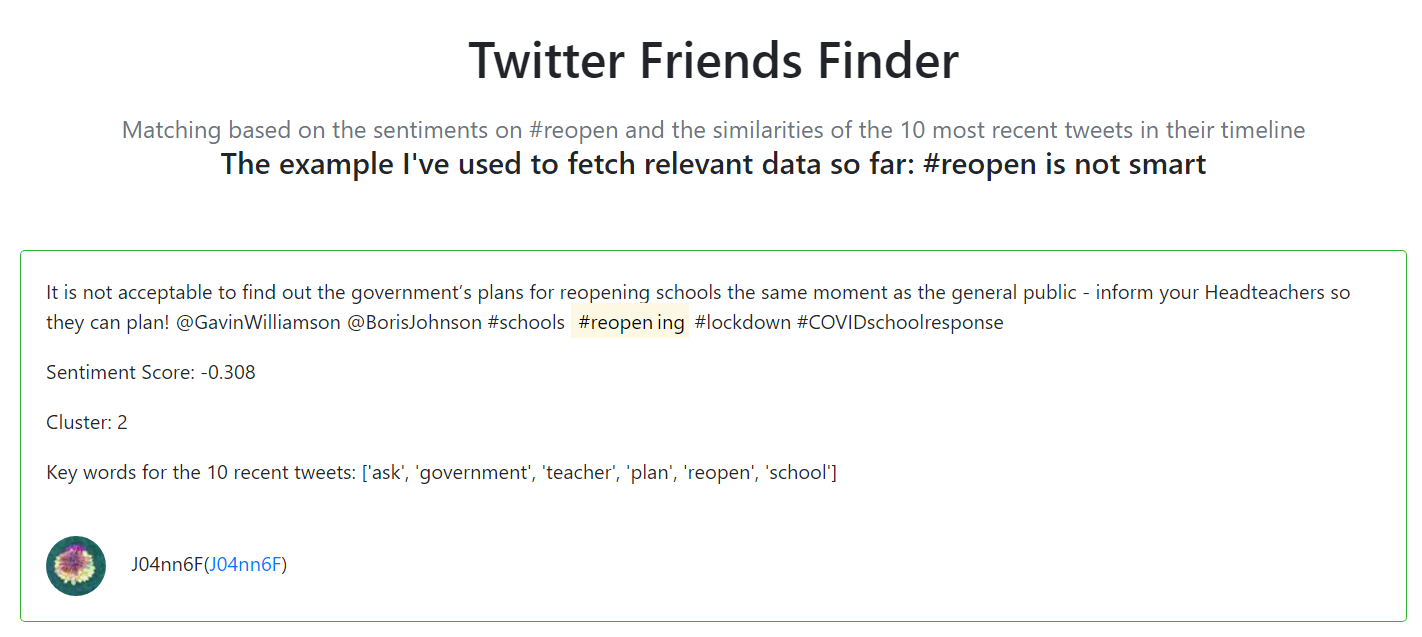 Twitter Friends Finder
Matching based on the sentiments on #reopen and the similarities of the 10 most recent tweets in their timeline
The example I've used to fetch relevant data so far: #reopen is not smart
It is not acceptable to find out the government’s plans for reopening schools the same moment as the general public - inform your Headteachers so
they can plan! @GavinWilliamson @BorisJohnson #schools #reopen ing #lockdown #COVIDschoolresponse
Sentiment Score: -0.308
Cluster: 2
Key words for the 10 recent tweets: ['ask', 'government', 'teacher', 'plan', 'reopen', 'school']
J04nn6F(J04nn6F)